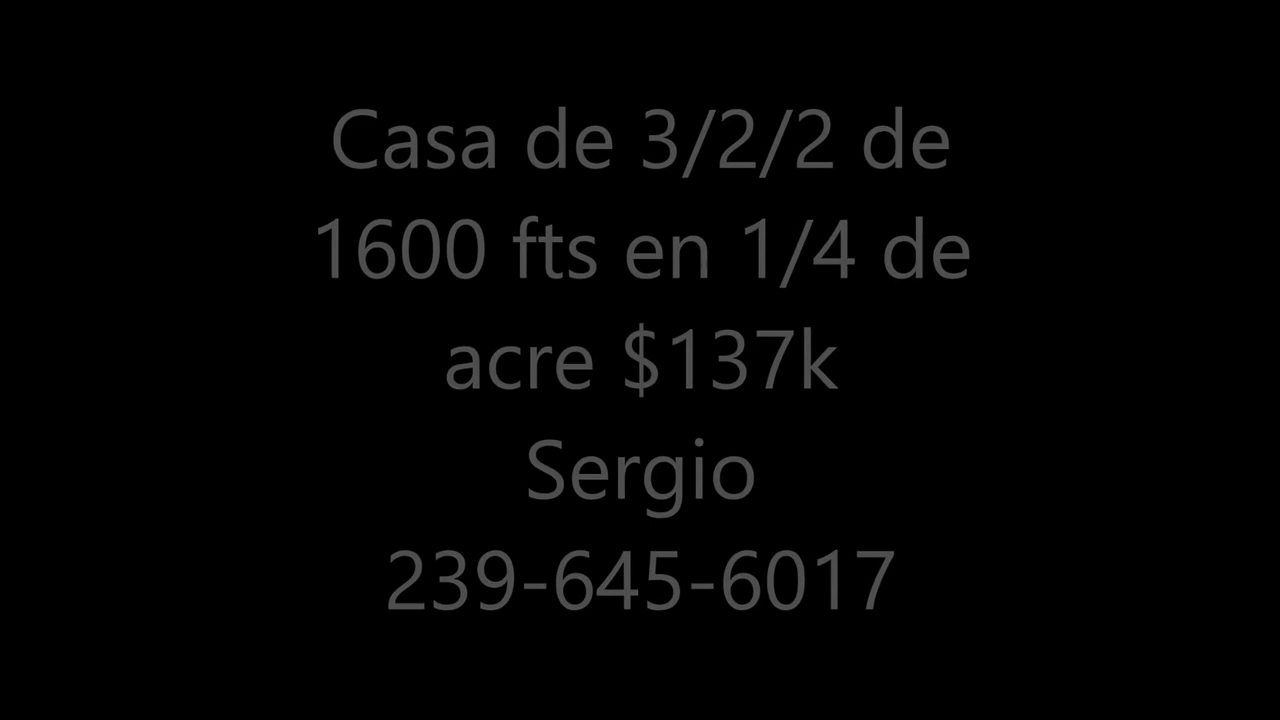 Casa de 3/2/2 de
1600 fts en 1/4 de
acre $137k
Sergio
239-645-6017